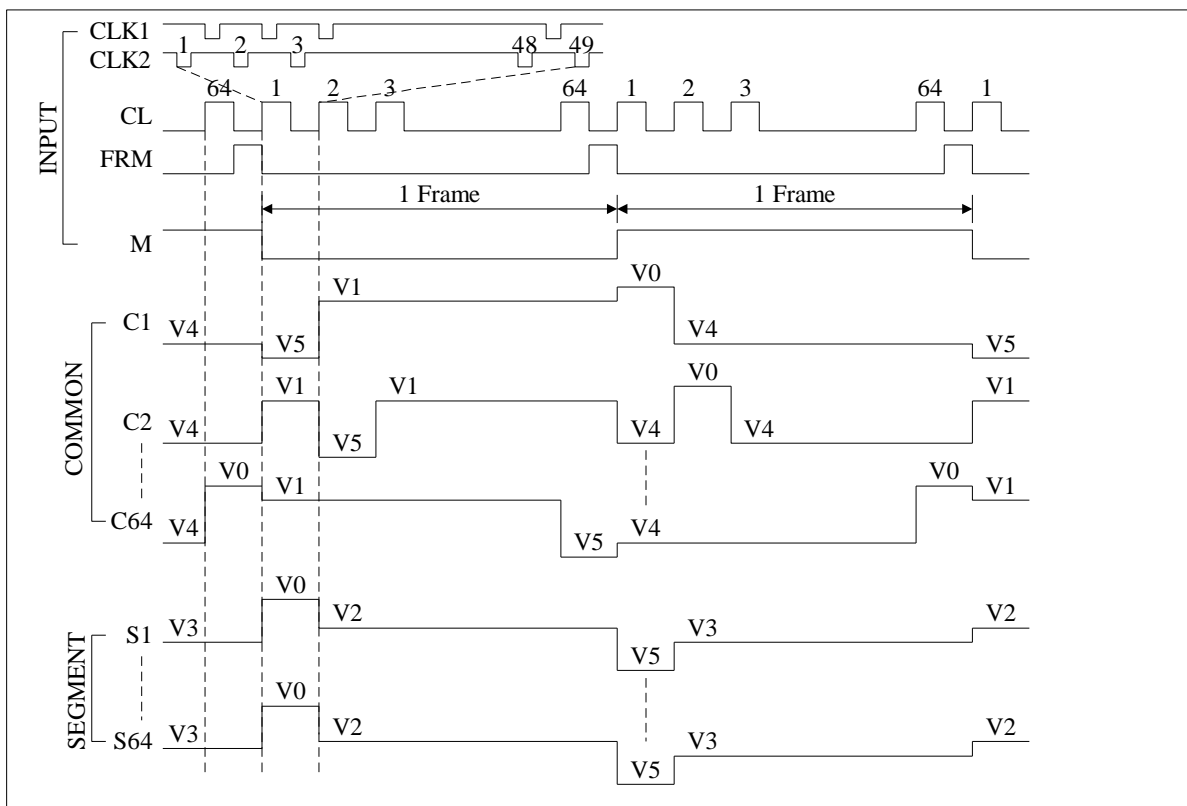 CLK1
1 2 3 48 49
CLK2
64 1 2 3 64 1 2 3 64 1
CL
FRM
INPUT
1 Frame 1 Frame
M
V0
V1
C1 V4 V4
V5 V5
V0
V1 V1 V1
C2 V4 V4 V4
V5
COMMON
V0 V0
V1 V1
C64 V4 V4
V5
V0
S1 V3 V2 V3 V2
V5
SEGMENT
V0
S64 V3 V2 V3 V2
V5